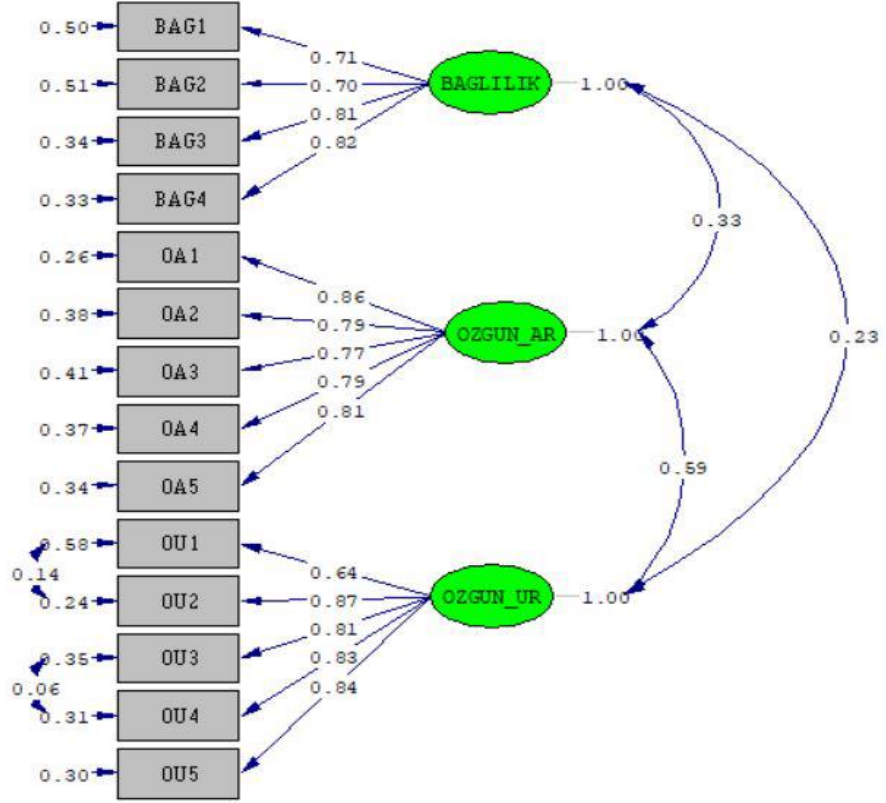 0.50 BAG1
0.71
0.51 BAG2 0.70 BAGLILIK 1.00
0.81
0.34 BAG3
0.82
0.33 BAG4
0.33
0.26 OA1
0.86
0.38 OA2 0.79 OZGUN_AR 1.00 0.23
0.77
0.41 OA3
0.79
0.81
0.37 OA4
0.59
0.34 OA5
0.58 OU1
0.14 0.64
0.24 OU2 0.87 OZGUN_UR 1.00
0.81
0.35 OU3 0.83
0.06 0.84
0.31 OU4
0.30 OU5